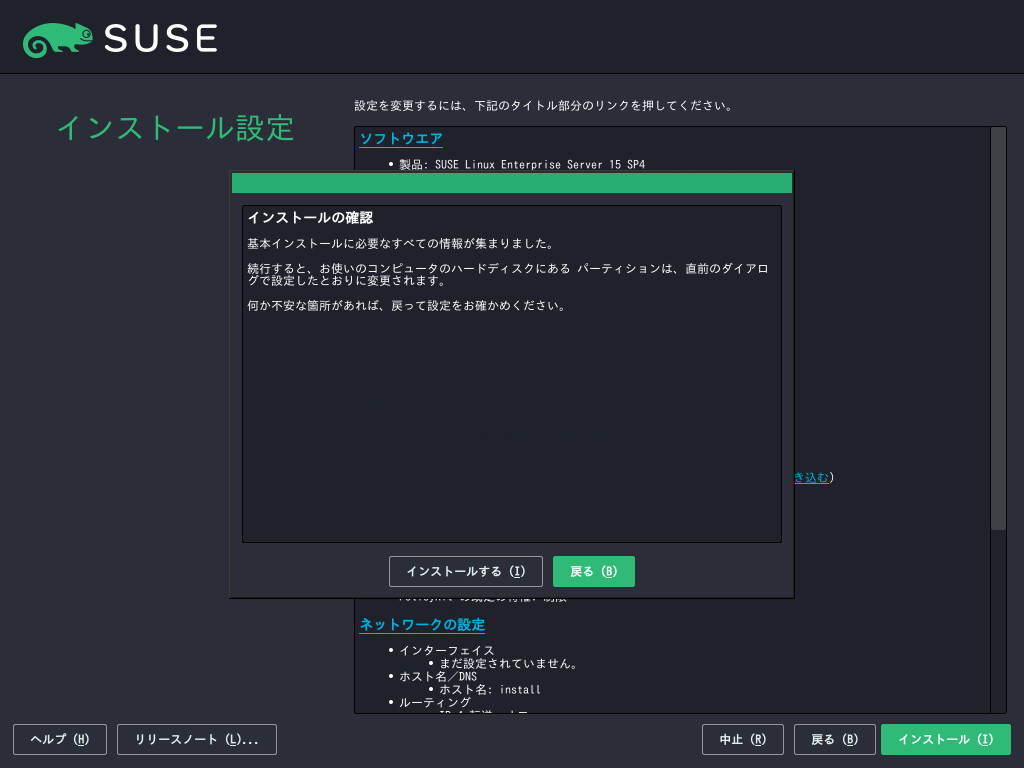 SUSE
インストール設定
設定を変更するには、下記のタイトル部分のリンクを押してください。
ソフトウエア
• 製品: SUSE Linux Enterprise Server 15 SP4
インストールの確認
基本インストールに必要なすべての情報が集まりました。
続行すると、お使いのコンピュータのハードディスクにある パーティションは、直前のダイアロ
グで設定したとおりに変更されます。
何か不安な箇所があれば、戻って設定をお確かめください。
き込む)
インストールする (I)
戻る (B)
ネットワークの設定
• インターフェイス
• まだ設定されていません。
• ホスト名／DNS
• ホスト名: install
• ルーティング
ヘルプ (H)
リリースノート (L)...
中止 (R)
戻る (B)
インストール (I)